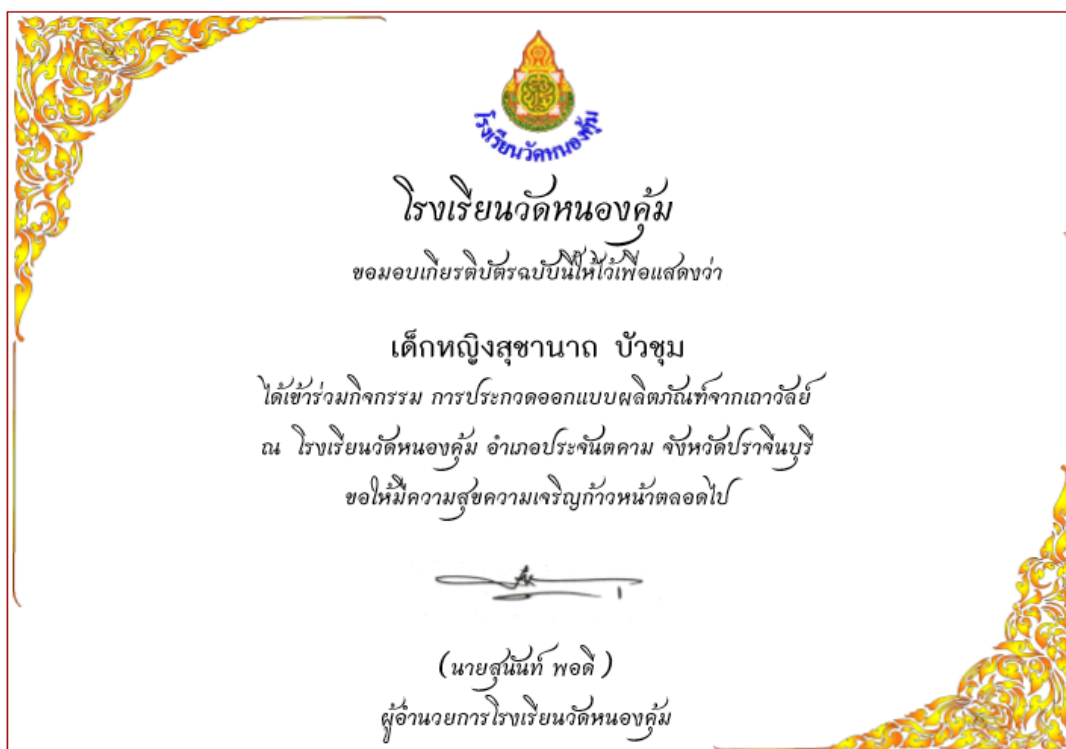 โรงเรียนวัดหนองคุ้ม
โรงเรียนวัดหนองคุ้ม
ขอมอบเกียรติบัตรฉบับนี้ให้ไว้เพื่อแสดงว่า
เด็กหญิงสุชานาถ บัวชุม
ได้เข้าร่วมกิจกรรม การประกวดออกแบบผลิตภัณฑ์จากเถาวัลย์
ณ โรงเรียนวัดหนองคุ้ม อำเภอประจันตคาม จังหวัดปราจีนบุรี
ขอให้มีความสุขความเจริญก้าวหน้าตลอดไป
(นายสุนันท์ พอดี )
ผู้อำนวยการโรงเรียนวัดหนองคุ้ม